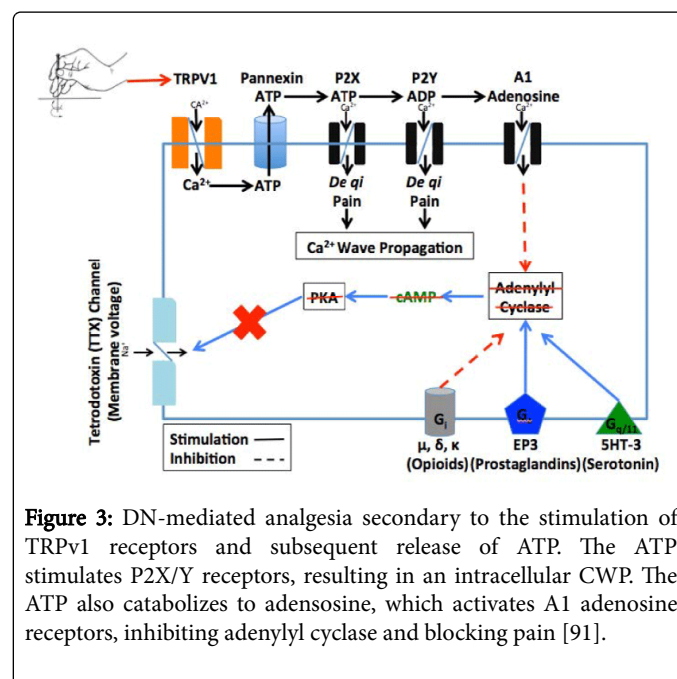 TRPV1 Pannexin P2X P2Y A1
ATP ATP ADP Adenosine
CA²⁺ Ca²⁺ Ca²⁺ Ca²⁺
Ca²⁺ ATP De qi De qi
Pain Pain
Ca²⁺ Wave Propagation
Tetrodotoxin (TTX) Channel
(Membrane voltage)
Na⁺
PKA cAMP Adenylyl
Cyclase
Stimulation
Inhibition
Gᵢ G_q/11
μ, δ, κ EP3 5HT-3
(Opioids) (Prostaglandins) (Serotonin)
Figure 3: DN-mediated analgesia secondary to the stimulation of
TRPv1 receptors and subsequent release of ATP. The ATP
stimulates P2X/Y receptors, resulting in an intracellular CWP. The
ATP also catabolizes to adensosine, which activates A1 adenosine
receptors, inhibiting adenylyl cyclase and blocking pain [91].